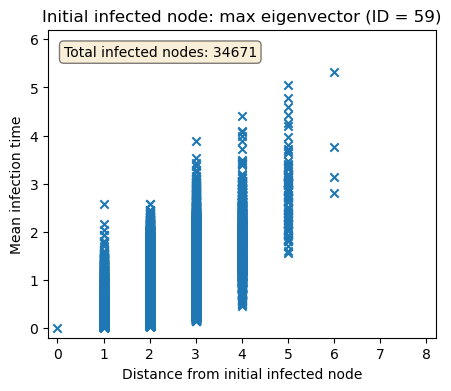 Initial infected node: max eigenvector (ID = 59)
Total infected nodes: 34671
Mean infection time
6
5
4
3
2
1
0
0 1 2 3 4 5 6 7 8
Distance from initial infected node